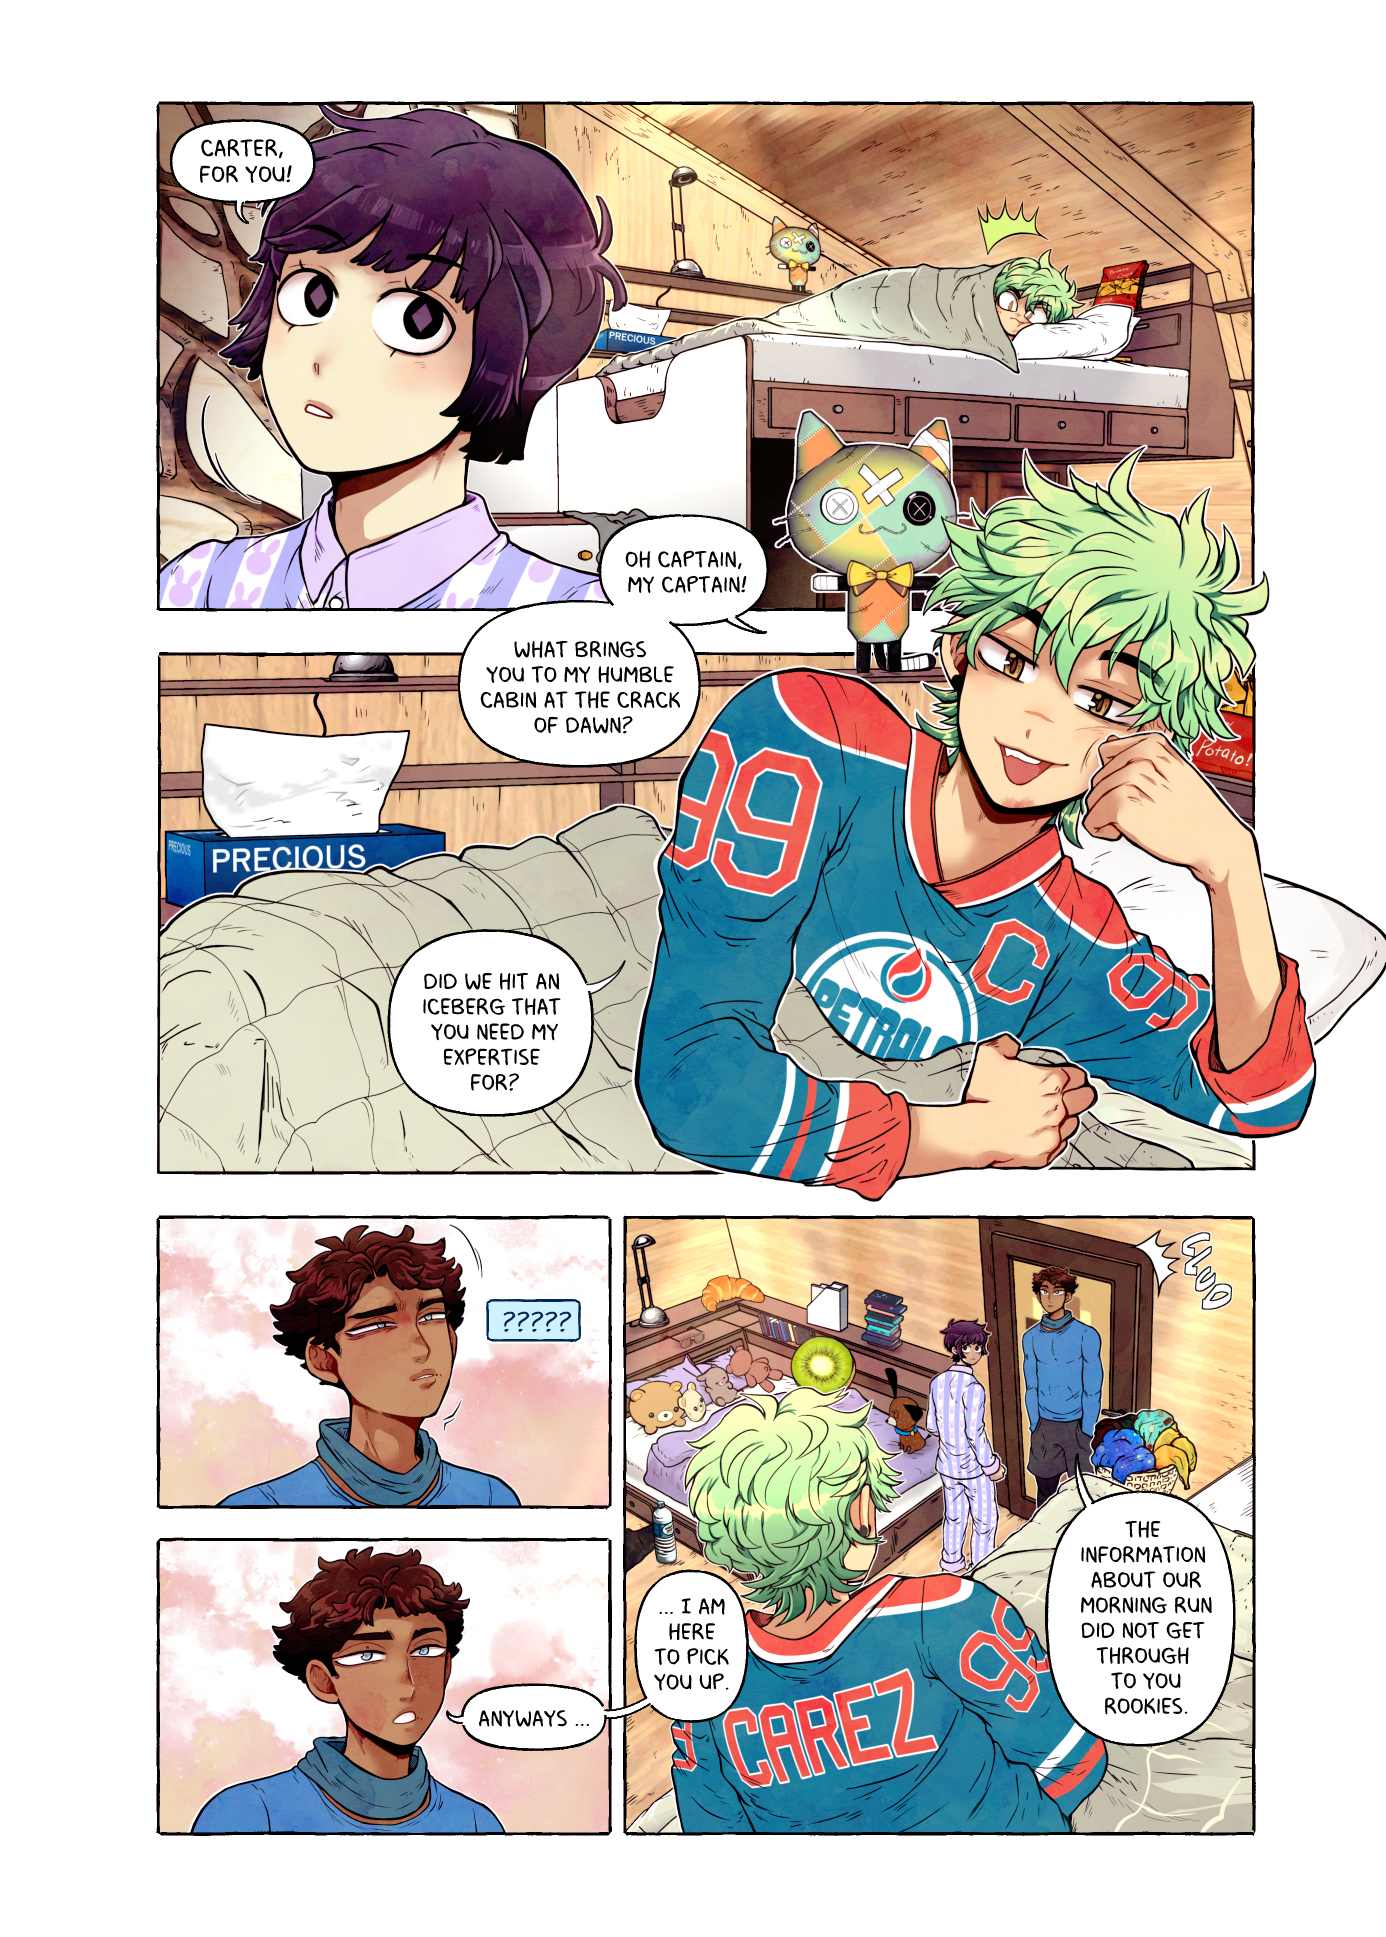 CARTER,
FOR YOU!
PRECIOUS
OH CAPTAIN,
MY CAPTAIN!
WHAT BRINGS
YOU TO MY HUMBLE
CABIN AT THE CRACK
OF DAWN?
Potato!
99
PRECIOUS
PRECIOUS
C
99
PETROL
DID WE HIT AN
ICEBERG THAT
YOU NEED MY
EXPERTISE
FOR?
?????
CLUD
ANYWAYS ...
... I AM
HERE
TO PICK
YOU UP.
THE
INFORMATION
ABOUT OUR
MORNING RUN
DID NOT GET
THROUGH
TO YOU
ROOKIES.
99
CAREZ